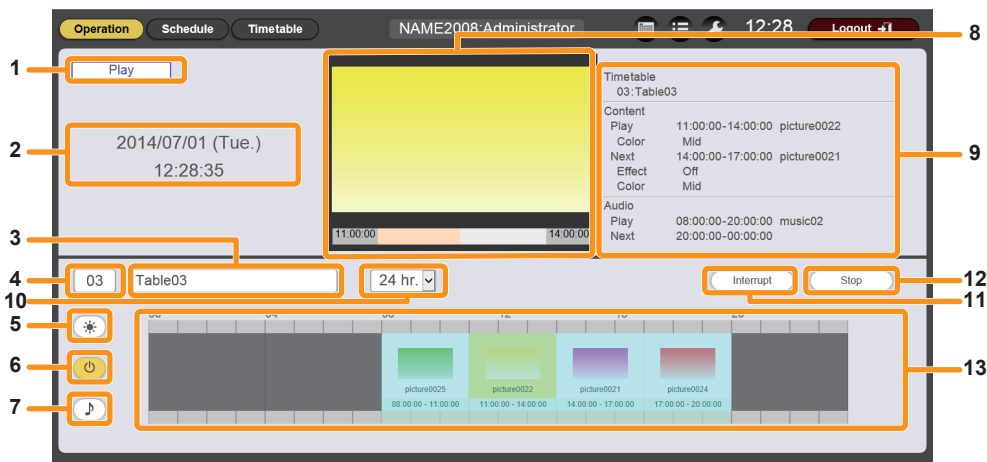 Operation Schedule Timetable NAME2008:Administrator 12:28 Logout
8
1 Play
Timetable
03:Table03
Content
Play 11:00:00-14:00:00 picture0022
Color Mid
2 2014/07/01 (Tue.)
12:28:35
Next 14:00:00-17:00:00 picture0021 9
Effect Off
Color Mid
Audio
Play 08:00:00-20:00:00 music02
Next 20:00:00-00:00:00
11:00:00 14:00:00
3
4 03 Table03 24 hr. Interrupt Stop 12
10 11
5
04 08 12 16 20
6
13
picture0025 picture0022 picture0021 picture0024
08:00:00 - 11:00:00 11:00:00 - 14:00:00 14:00:00 - 17:00:00 17:00:00 - 20:00:00
7